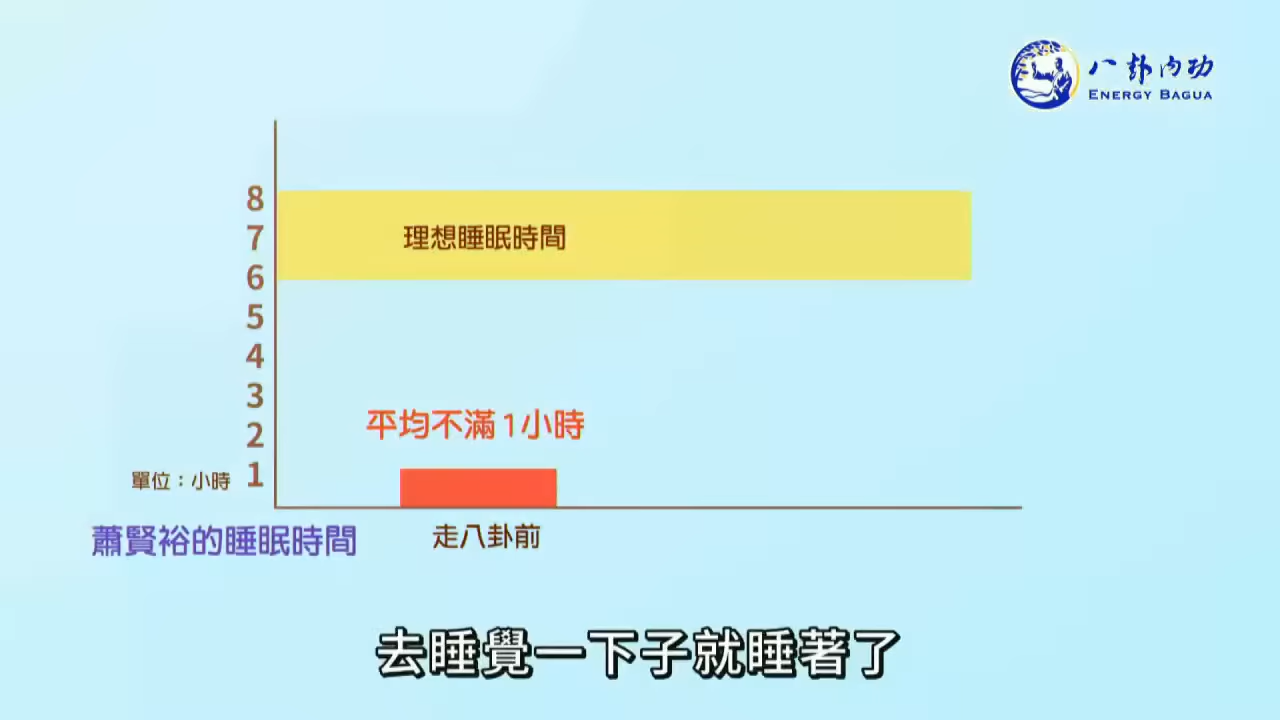 八卦內功
ENERGY BAGUA
8
7
理想睡眠時間
6
5
4
3
平均不滿1小時
2
單位：小時 1
走八卦前
蕭賢裕的睡眠時間
去睡覺一下子就睡著了